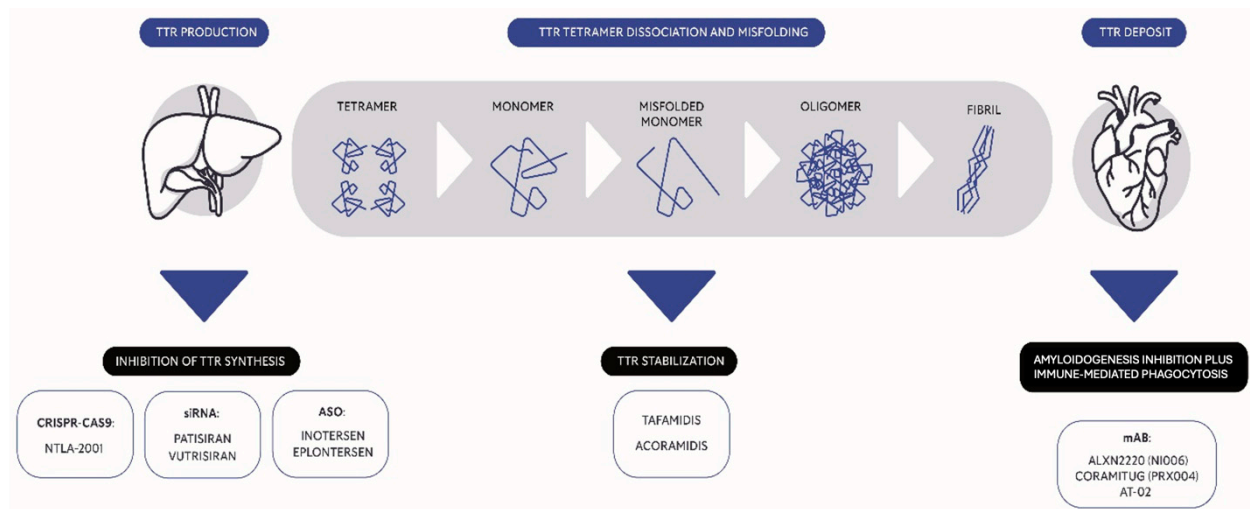 TTR PRODUCTION
TTR TETRAMER DISSOCIATION AND MISFOLDING
TTR DEPOSIT
TETRAMER
MONOMER
MISFOLDED
MONOMER
OLIGOMER
FIBRIL
INHIBITION OF TTR SYNTHESIS
CRISPR-CAS9:
NTLA-2001
siRNA:
PATISIRAN
VUTRISIRAN
ASO:
INOTERSEN
EPLONTERSEN
TTR STABILIZATION
TAFAMIDIS
ACORAMIDIS
AMYLOIDOGENESIS INHIBITION PLUS
IMMUNE-MEDIATED PHAGOCYTOSIS
mAB:
ALXN2220 (NI006)
CORAMITUG (PRX004)
AT-02